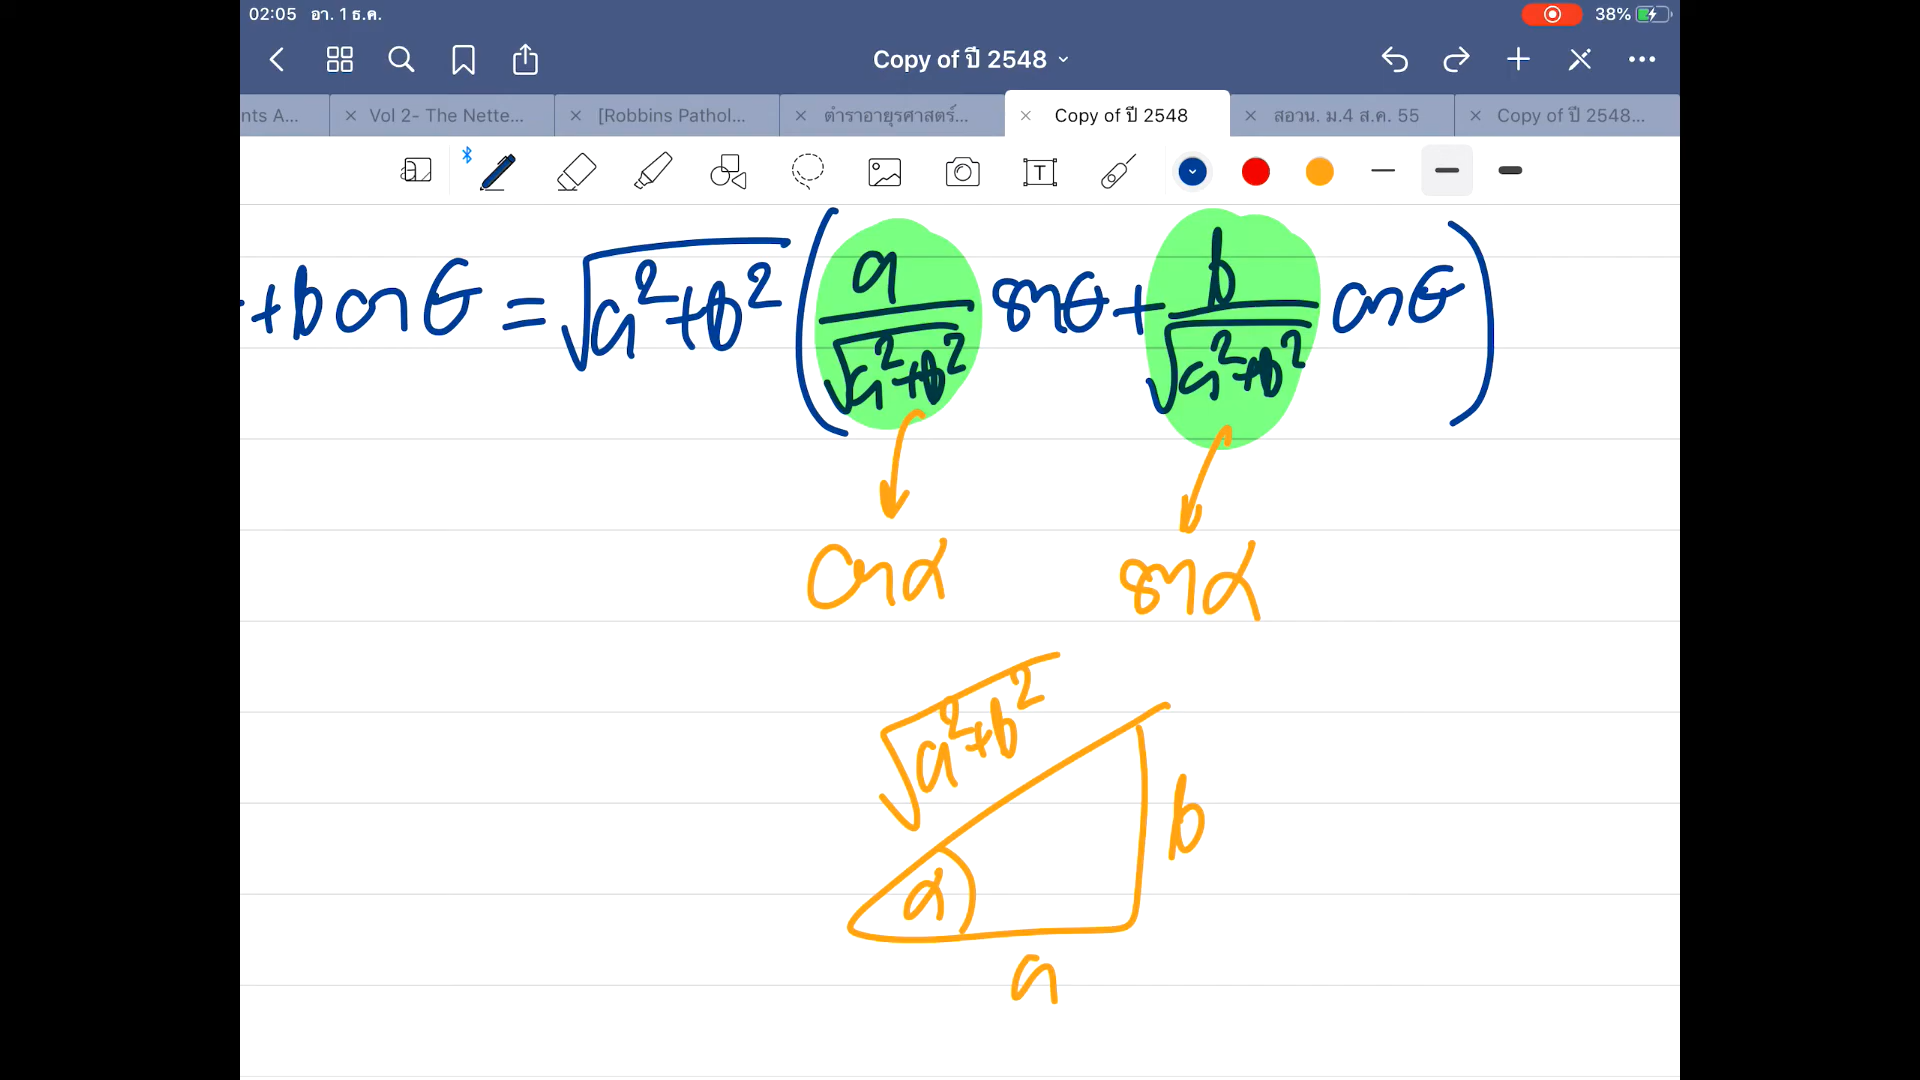 02:05 อา. 1 ธ.ค. 38%
Copy of ปี 2548
nts A... Vol 2- The Nette... [Robbins Pathol... ตำราอายุรศาสตร์... Copy of ปี 2548 สอวน. ม.4 ส.ค. 55 Copy of ปี 2548...
+ b cos θ = √(a²+b²) ( a/√(a²+b²) sin θ + b/√(a²+b²) cos θ )
cos α sin α
√(a²+b²)
b
α
a